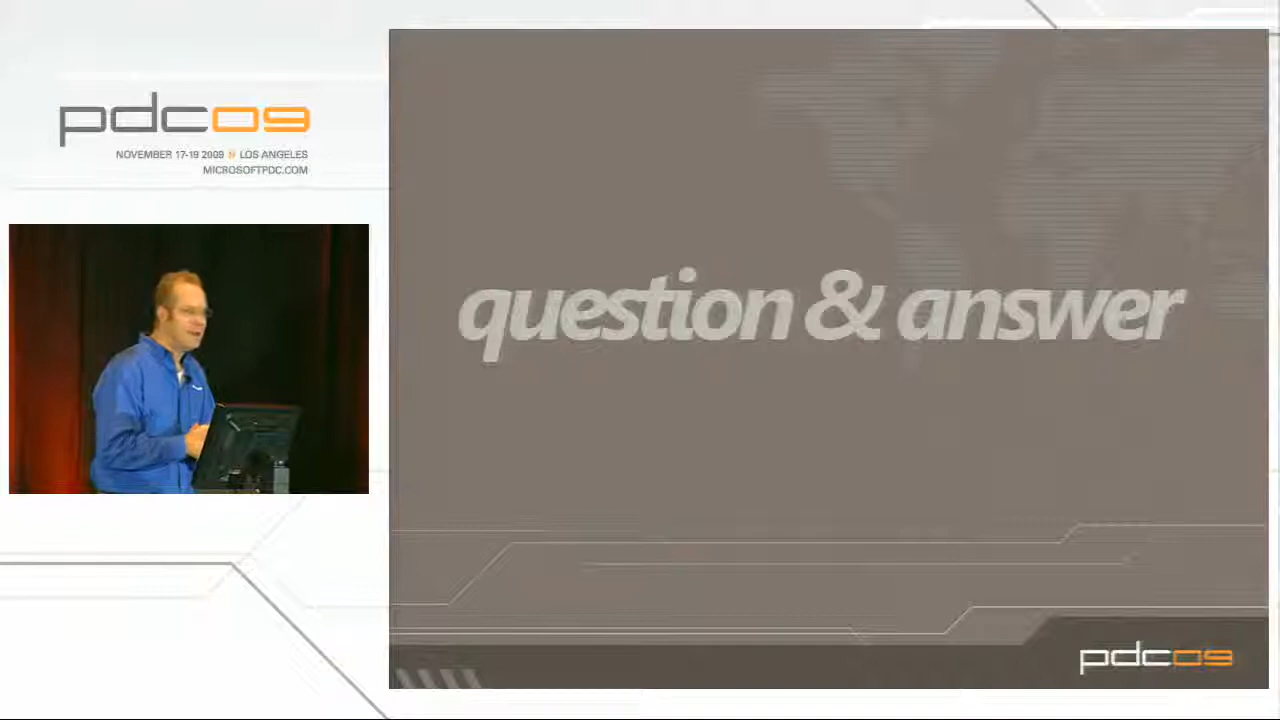 pdc09
NOVEMBER 17-19 2009 LOS ANGELES
MICROSOFTPDC.COM
question & answer
pdc09